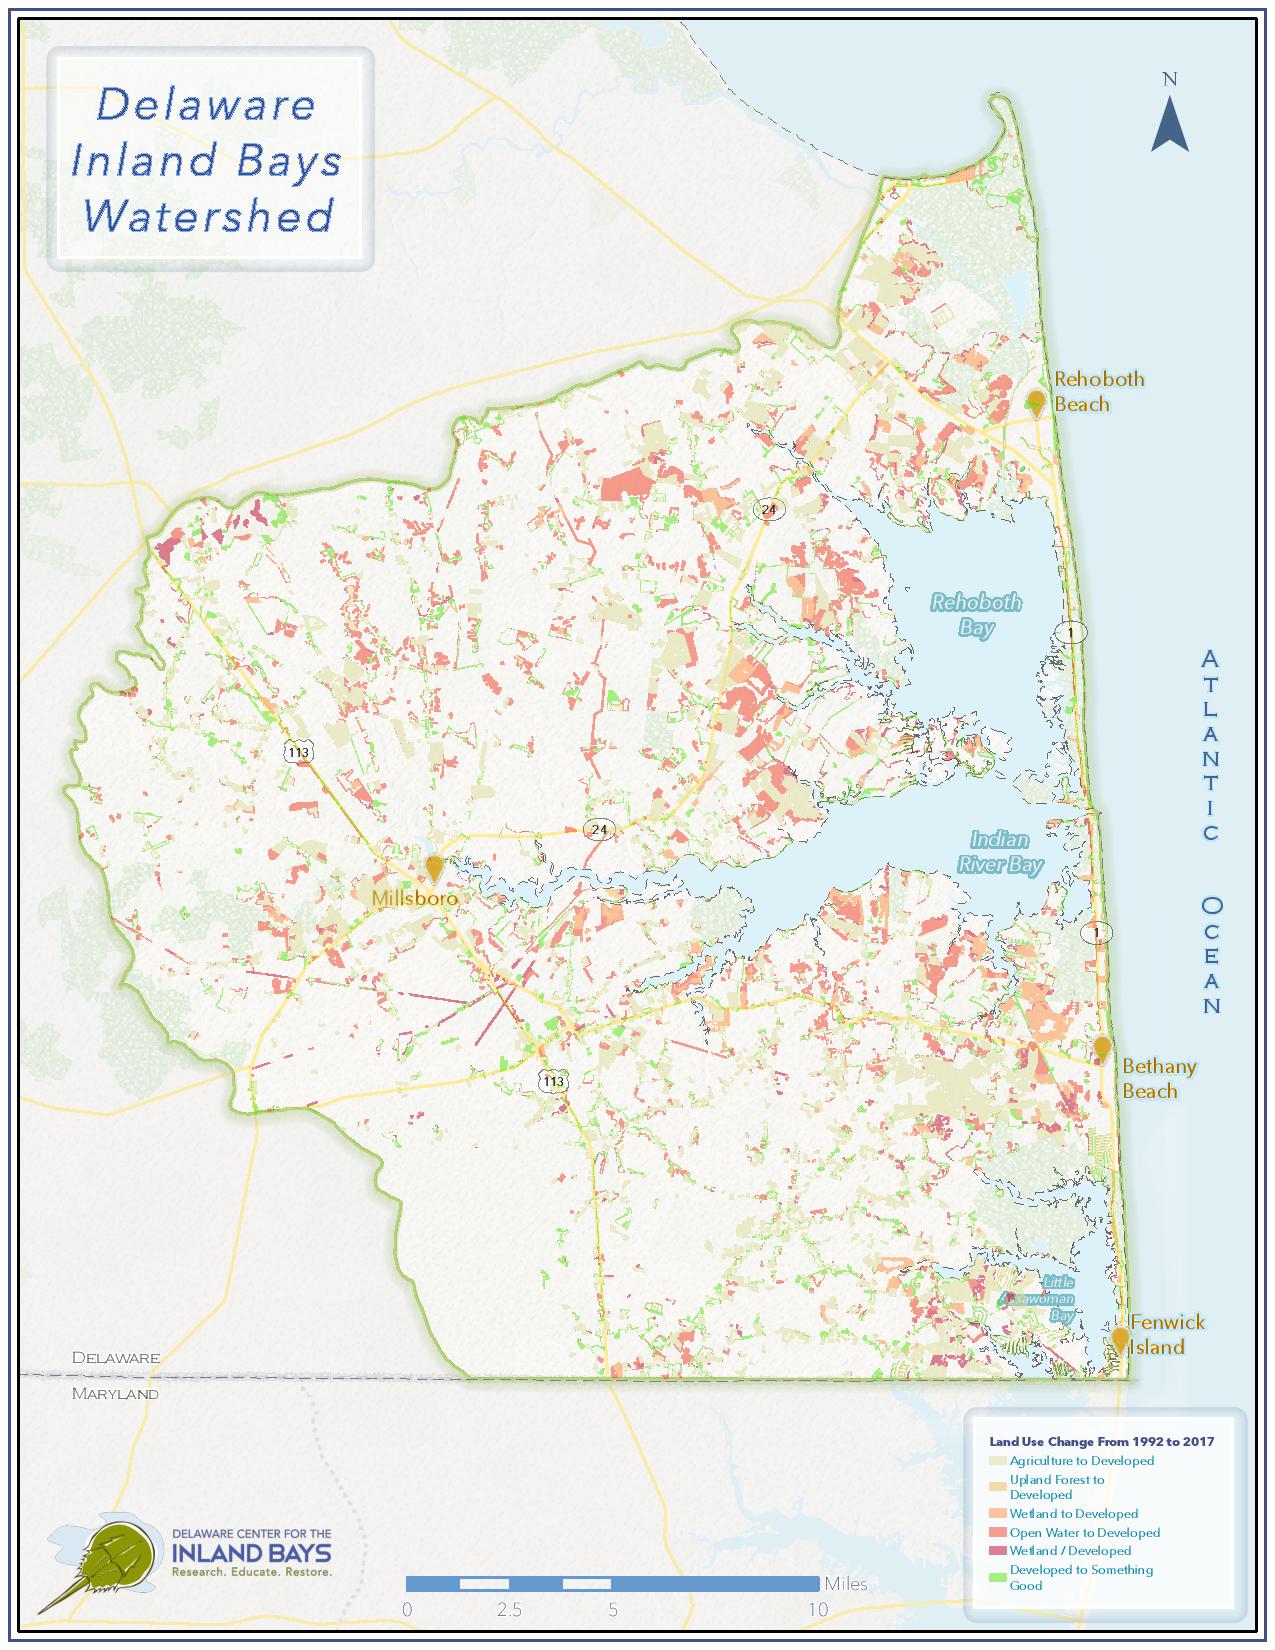 Delaware
Inland Bays
Watershed
N
Rehoboth
Beach
24
Rehoboth
Bay
1
ATLANTIC
OCEAN
113
24
Indian
River Bay
Millsboro
1
Bethany
Beach
113
Little
Assawoman
Bay
Fenwick
Island
DELAWARE
MARYLAND
Land Use Change From 1992 to 2017
Agriculture to Developed
Upland Forest to
Developed
Wetland to Developed
Open Water to Developed
Wetland / Developed
Developed to Something
Good
DELAWARE CENTER FOR THE
INLAND BAYS
Research. Educate. Restore.
Miles
0 2.5 5 10